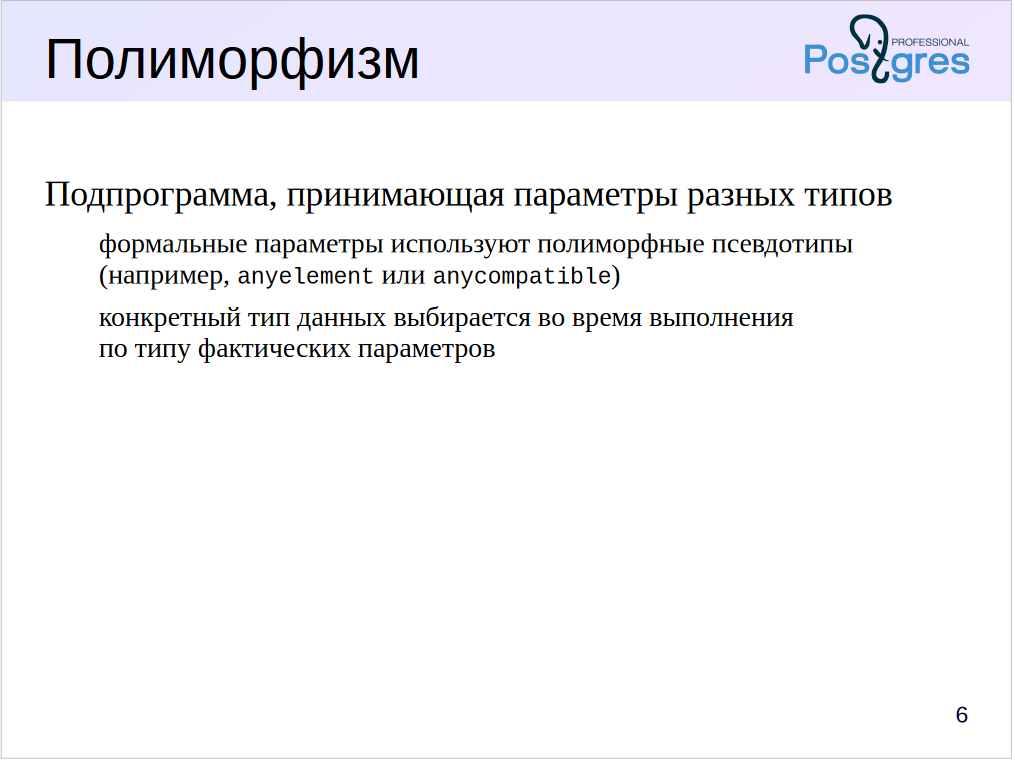 Полиморфизм
PROFESSIONAL
Postgres
Подпрограмма, принимающая параметры разных типов
формальные параметры используют полиморфные псевдотипы
(например, anyelement или anycompatible)
конкретный тип данных выбирается во время выполнения
по типу фактических параметров
6